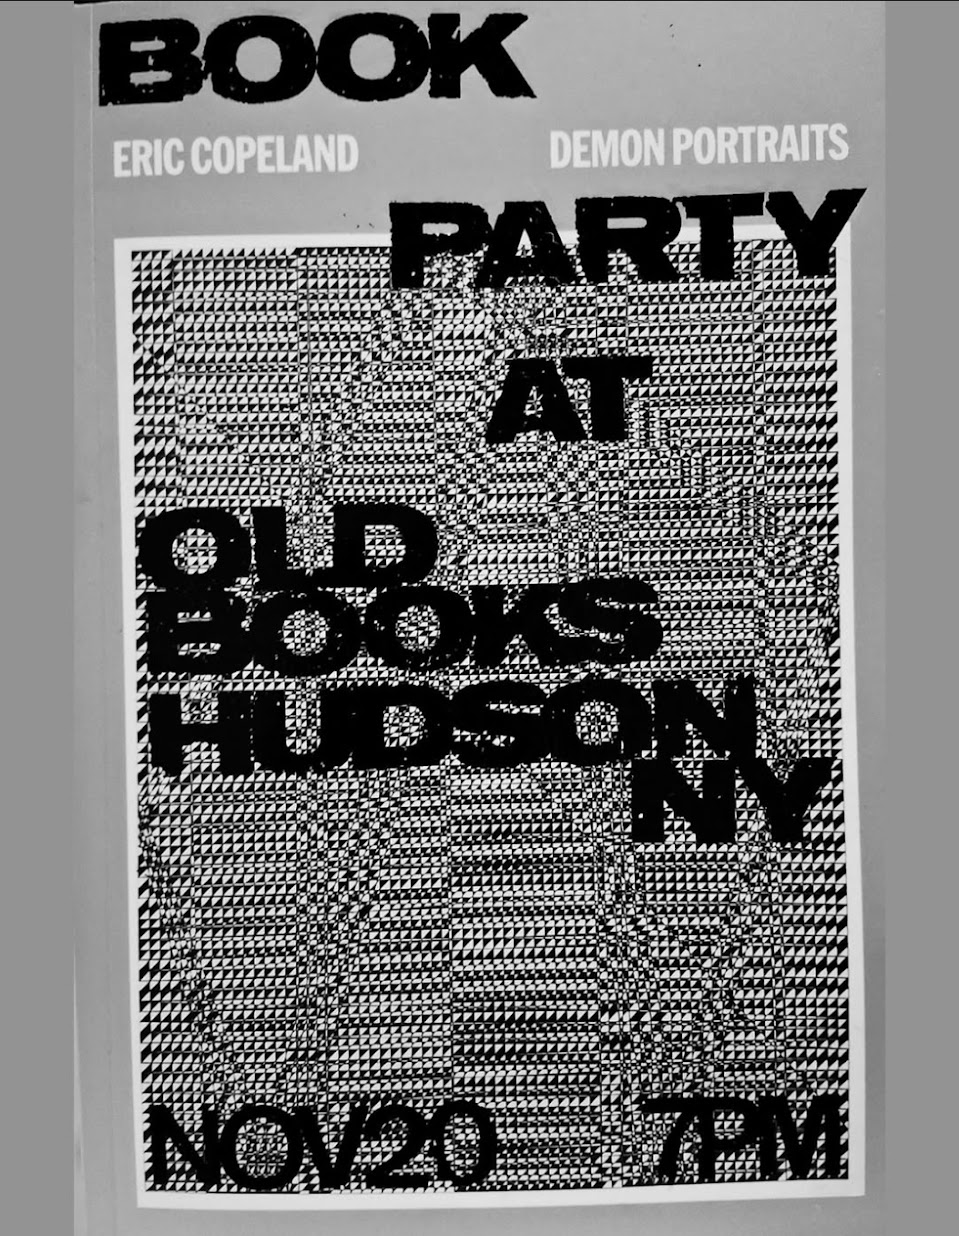 BOOK
ERIC COPELAND DEMON PORTRAITS
PARTY
AT
OLD
BOOKS
HUDSON
NY
NOV20 7PM